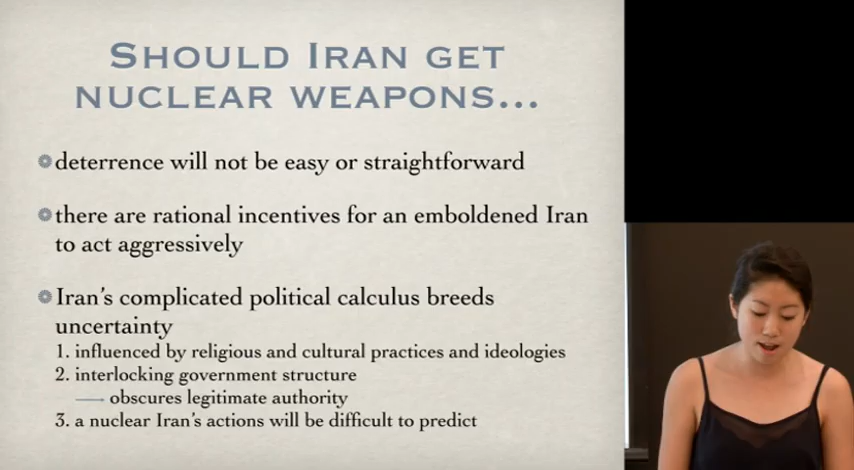 SHOULD IRAN GET
NUCLEAR WEAPONS...
deterrence will not be easy or straightforward
there are rational incentives for an emboldened Iran
to act aggressively
Iran's complicated political calculus breeds
uncertainty
1. influenced by religious and cultural practices and ideologies
2. interlocking government structure
obscures legitimate authority
3. a nuclear Iran's actions will be difficult to predict